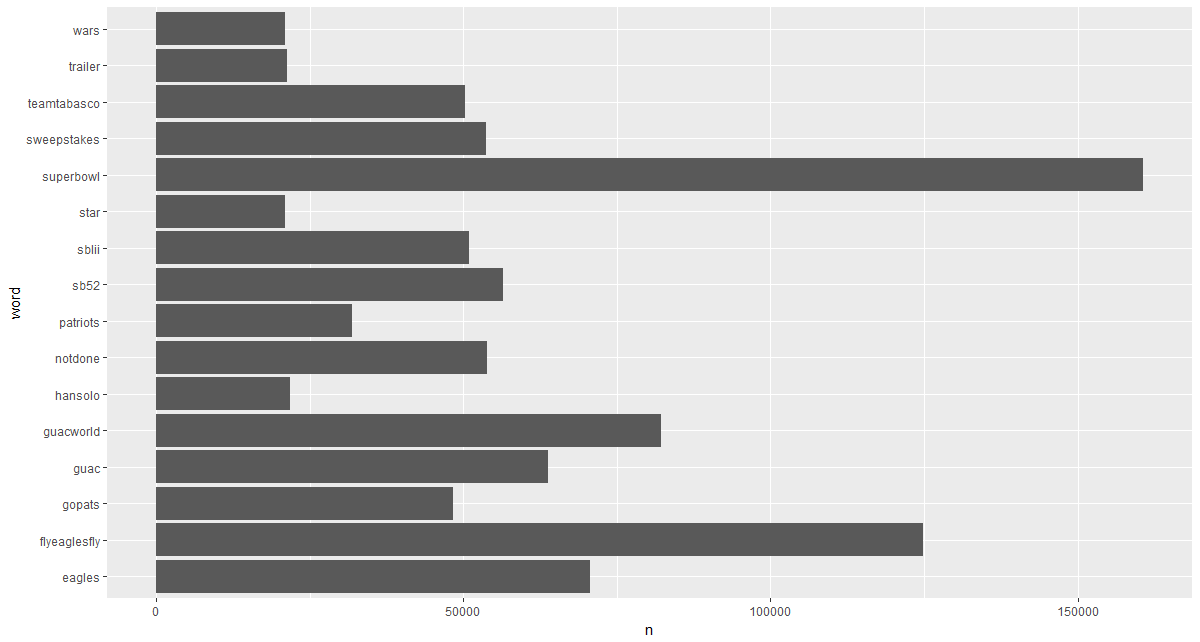 wars
trailer
teamtabasco
sweepstakes
superbowl
star
sblii
sb52
patriots
notdone
hansolo
guacworld
guac
gopats
flyeaglesfly
eagles
word
0 50000 100000 150000
n